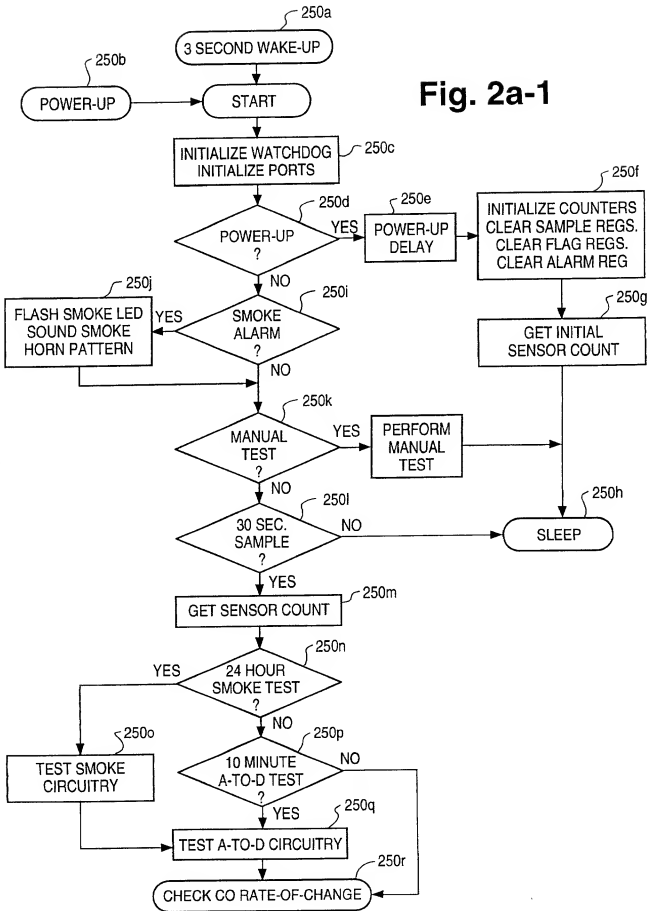 250a
3 SECOND WAKE-UP
250b
POWER-UP
START
Fig. 2a-1
INITIALIZE WATCHDOG
INITIALIZE PORTS
250c
250d
POWER-UP
?
YES
250e
POWER-UP
DELAY
250f
INITIALIZE COUNTERS
CLEAR SAMPLE REGS.
CLEAR FLAG REGS.
CLEAR ALARM REG
NO
250j
FLASH SMOKE LED
SOUND SMOKE
HORN PATTERN
YES
250i
SMOKE
ALARM
?
NO
250g
GET INITIAL
SENSOR COUNT
250k
MANUAL
TEST
?
YES
PERFORM
MANUAL
TEST
NO
250l
30 SEC.
SAMPLE
?
NO
250h
SLEEP
YES
GET SENSOR COUNT
250m
250n
YES
24 HOUR
SMOKE TEST
?
NO
250o
TEST SMOKE
CIRCUITRY
250p
10 MINUTE
A-TO-D TEST
?
NO
YES
250q
TEST A-TO-D CIRCUITRY
250r
CHECK CO RATE-OF-CHANGE